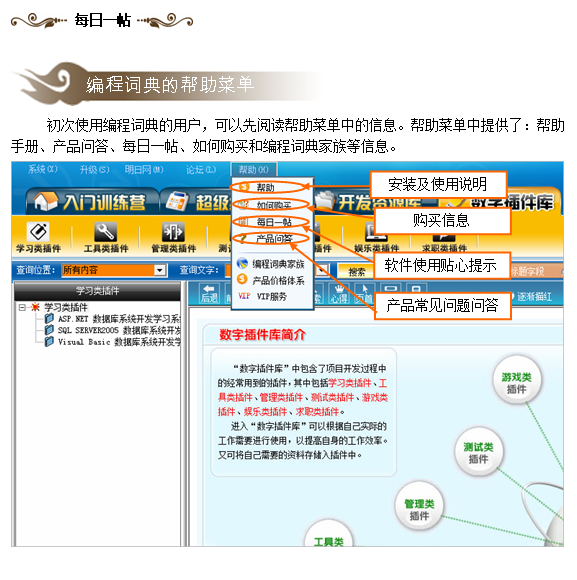 每日一帖
编程词典的帮助菜单
初次使用编程词典的用户，可以先阅读帮助菜单中的信息。帮助菜单中提供了：帮助
手册、产品问答、每日一帖、如何购买和编程词典家族等信息。
系统(X) 升级(S) 明日网(M) 论坛(L) 帮助(H)
入门训练营 超级 开发资源库 数字插件库
帮助
如何购买
每日一帖
产品问答
编程词典家族
产品价格体系
VIP VIP服务
安装及使用说明
购买信息
软件使用贴心提示
产品常见问题问答
学习类插件 工具类插件 管理类插件 测 插件 娱乐类插件 求职类插件
查询位置： 所有内容 查询文字： 搜索 标题字段
学习类插件 后退 心得 页首 逐渐描红
学习类插件
ASP.NET 数据库系统开发学习系
SQL SERVER2005 数据库系统开发
Visual Basic 数据库系统开发学
数字插件库简介
“数字插件库”中包含了项目开发过程中
的经常用到的插件，其中包括学习类插件、工
具类插件、管理类插件、测试类插件、游戏类
插件、娱乐类插件、求职类插件。
进入“数字插件库”可以根据自己实际的
工作需要进行使用，以提高自身的工作效率。
又可将自己需要的资料存储入插件中。
游戏类
插件
测试类
插件
管理类
插件
工具类